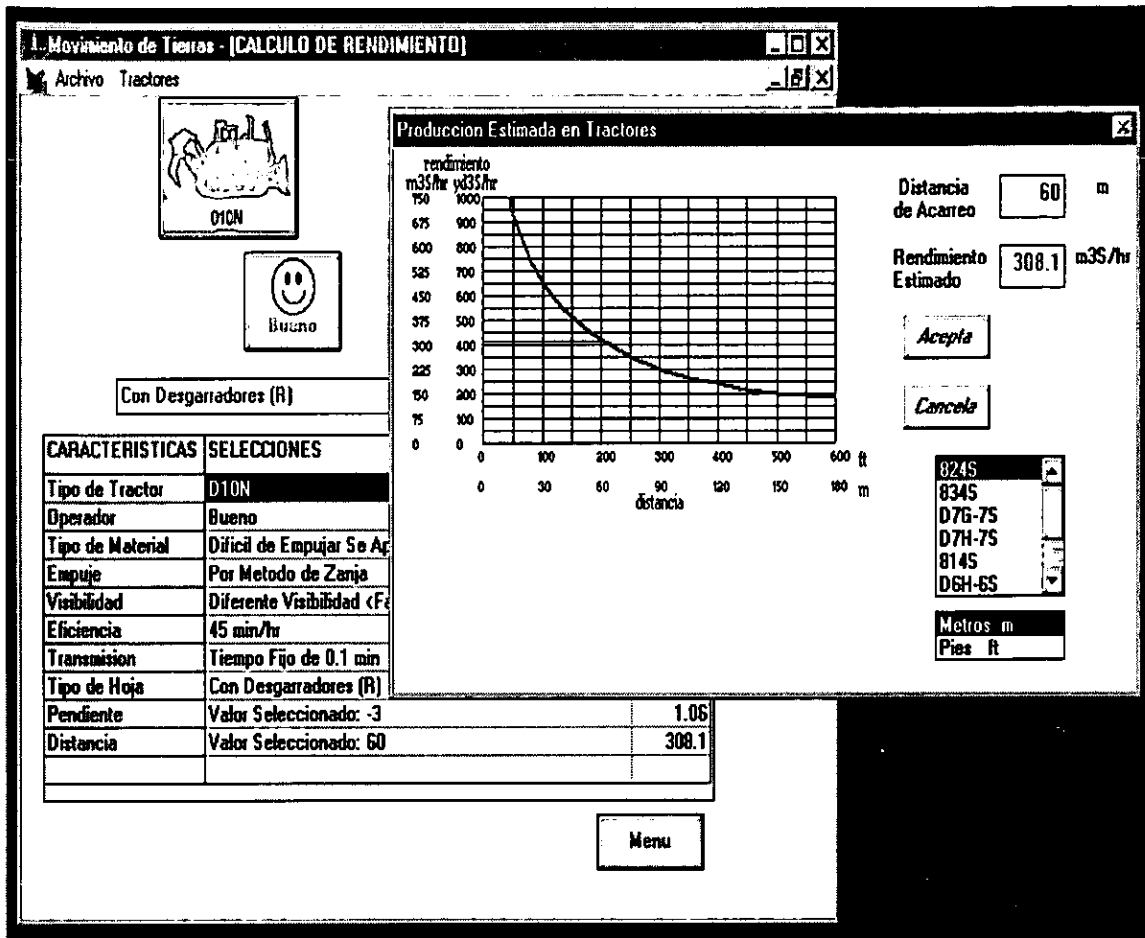 Movimiento de Tierras - [CALCULO DE RENDIMIENTO]
Archivo Tractores
D10N
Bueno
Con Desgarradores (R)
CARACTERISTICAS SELECCIONES
Tipo de Tractor D10N
Operador Bueno
Tipo de Material Dificil de Empujar Se Ap
Empuje Por Metodo de Zanja
Visibilidad Diferente Visibilidad <Fa
Eficiencia 45 min/hr
Transmision Tiempo Fijo de 0.1 min
Tipo de Hoja Con Desgarradores (R)
Pendiente Valor Seleccionado: -3 1.06
Distancia Valor Seleccionado: 60 308.1
Menu
Produccion Estimada en Tractores
rendimiento
m3S/hr yd3S/hr
750 1000
675 900
600 800
525 700
450 600
375 500
300 400
225 300
150 200
75 100
0 0
0 100 200 300 400 500 600 ft
0 30 60 90 120 150 180 m
distancia
Distancia de Acarreo 60 m
Rendimiento Estimado 308.1 m3S/hr
Acepta
Cancela
824S
834S
D7G-7S
D7H-7S
814S
D6H-6S
Metros m
Pies ft